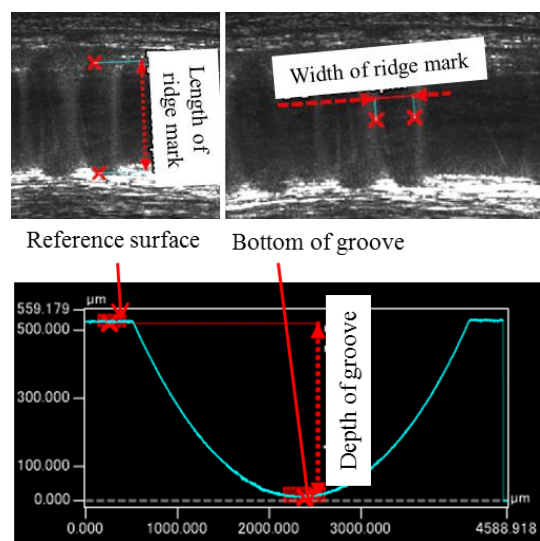 Length of
ridge mark
Width of ridge mark
Reference surface
Bottom of groove
μm
559.179
500.000
300.000
100.000
0.000
Depth of groove
μm
0.000
1000.000
2000.000
3000.000
4588.918